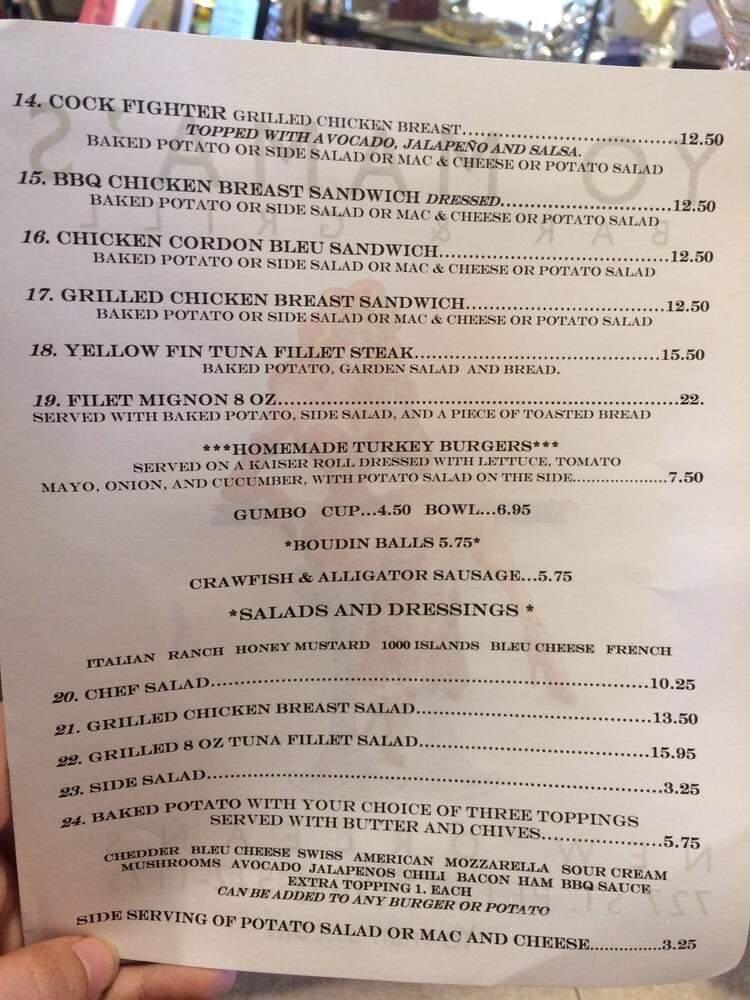 14. COCK FIGHTER GRILLED CHICKEN BREAST................................12.50
TOPPED WITH AVOCADO, JALAPEÑO AND SALSA.
BAKED POTATO OR SIDE SALAD OR MAC & CHEESE OR POTATO SALAD
15. BBQ CHICKEN BREAST SANDWICH DRESSED.........................12.50
BAKED POTATO OR SIDE SALAD OR MAC & CHEESE OR POTATO SALAD
16. CHICKEN CORDON BLEU SANDWICH...................................12.50
BAKED POTATO OR SIDE SALAD OR MAC & CHEESE OR POTATO SALAD
17. GRILLED CHICKEN BREAST SANDWICH..............................12.50
BAKED POTATO OR SIDE SALAD OR MAC & CHEESE OR POTATO SALAD
18. YELLOW FIN TUNA FILLET STEAK.....................................15.50
BAKED POTATO, GARDEN SALAD AND BREAD.
19. FILET MIGNON 8 OZ................................................................22.
SERVED WITH BAKED POTATO, SIDE SALAD, AND A PIECE OF TOASTED BREAD
***HOMEMADE TURKEY BURGERS***
SERVED ON A KAISER ROLL DRESSED WITH LETTUCE, TOMATO
MAYO, ONION, AND CUCUMBER, WITH POTATO SALAD ON THE SIDE.....................7.50
GUMBO CUP...4.50 BOWL...6.95
*BOUDIN BALLS 5.75*
CRAWFISH & ALLIGATOR SAUSAGE...5.75
*SALADS AND DRESSINGS *
ITALIAN RANCH HONEY MUSTARD 1000 ISLANDS BLEU CHEESE FRENCH
20. CHEF SALAD.................................................................10.25
21. GRILLED CHICKEN BREAST SALAD...................................13.50
22. GRILLED 8 OZ TUNA FILLET SALAD...................................15.95
23. SIDE SALAD.....................................................................3.25
24. BAKED POTATO WITH YOUR CHOICE OF THREE TOPPINGS
SERVED WITH BUTTER AND CHIVES.......................5.75
CHEDDER BLEU CHEESE SWISS AMERICAN MOZZARELLA SOUR CREAM
MUSHROOMS AVOCADO JALAPENOS CHILI BACON HAM BBQ SAUCE
EXTRA TOPPING 1. EACH
CAN BE ADDED TO ANY BURGER OR POTATO
SIDE SERVING OF POTATO SALAD OR MAC AND CHEESE..............3.25